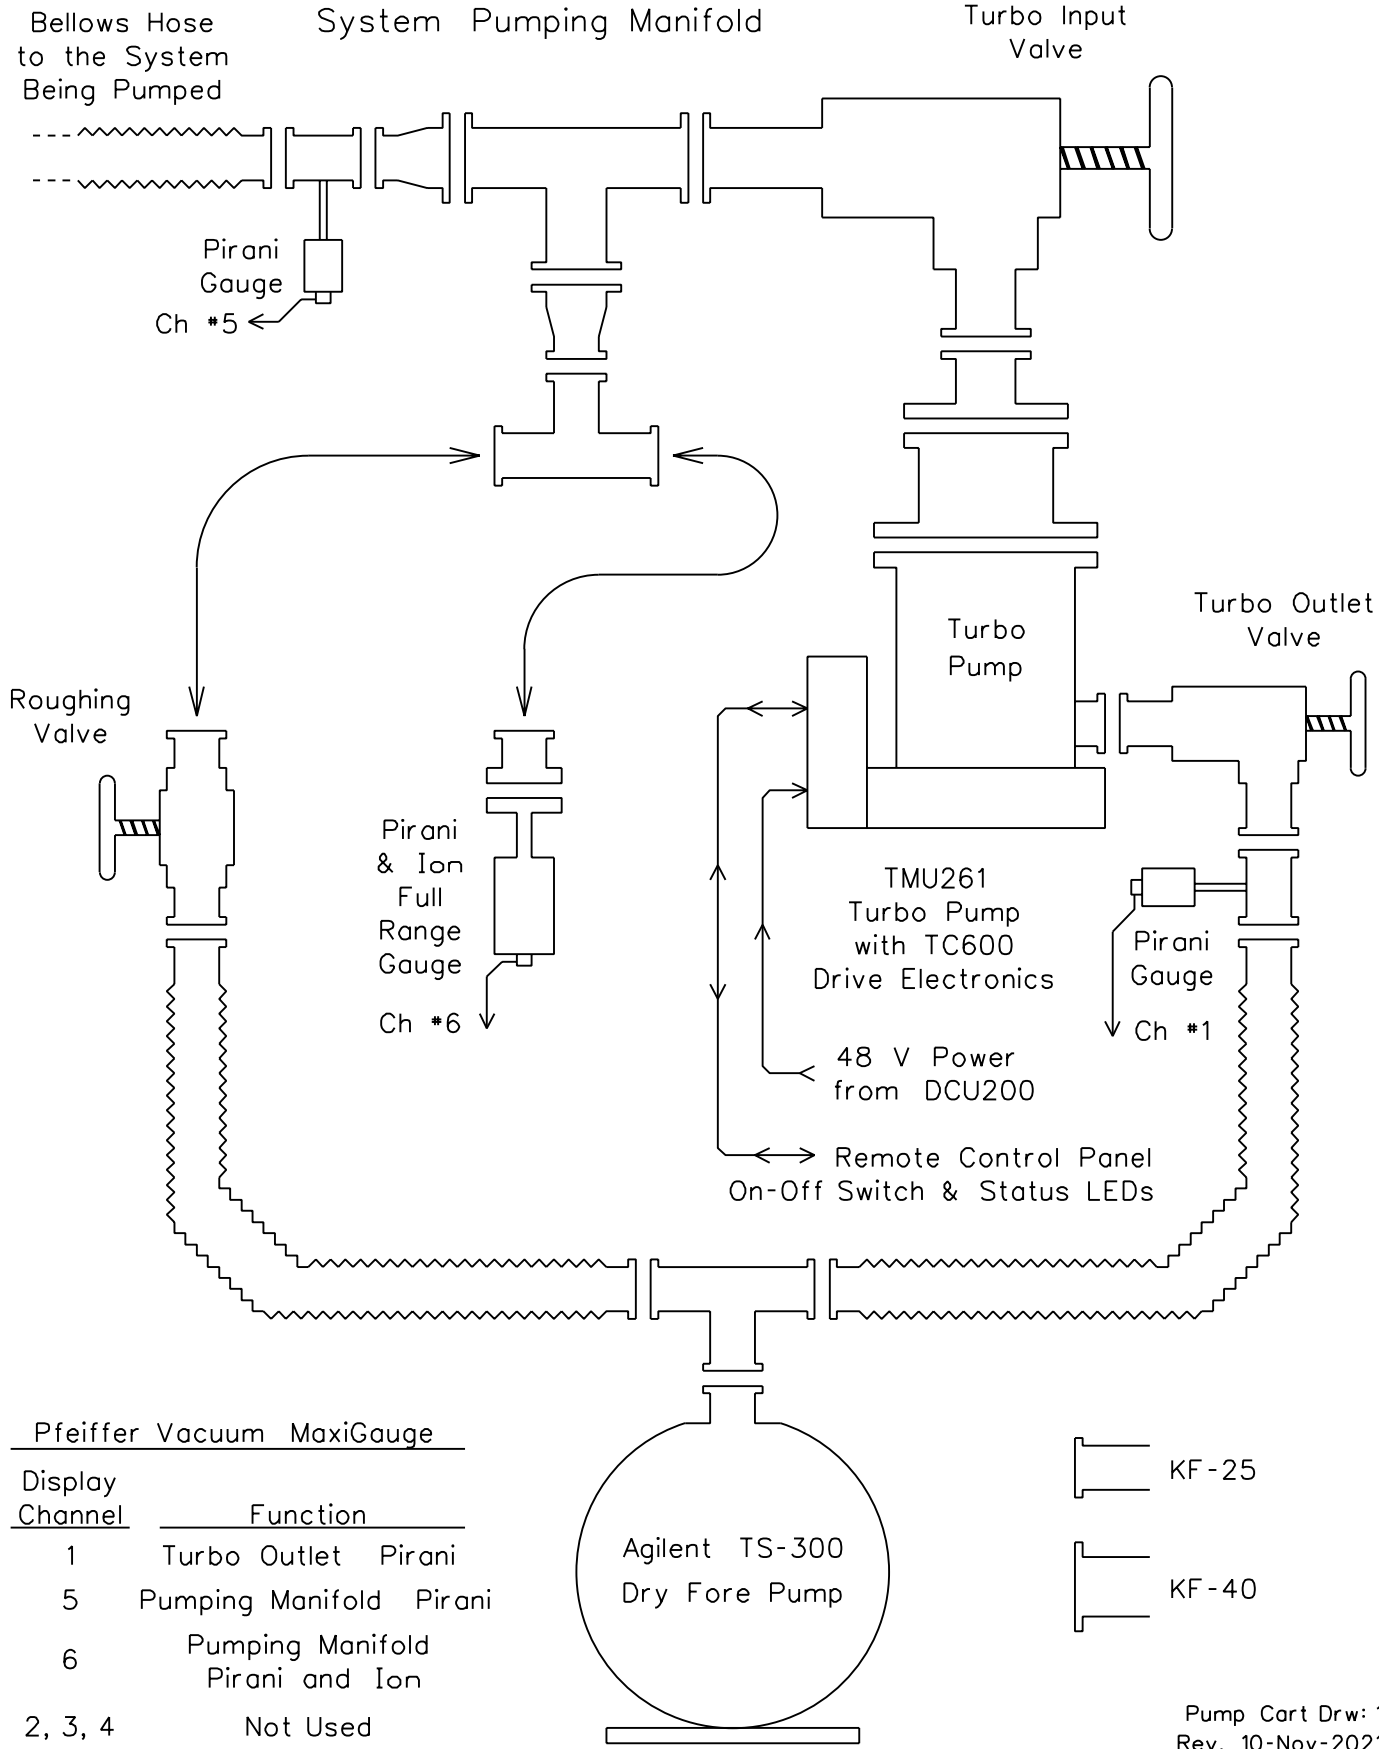 System Pumping Manifold
Bellows Hose
to the System
Being Pumped
Turbo Input
Valve
Pirani
Gauge
Ch #5
Turbo
Pump
Turbo Outlet
Valve
Roughing
Valve
Pirani
& Ion
Full
Range
Gauge
Ch #6
TMU261
Turbo Pump
with TC600
Drive Electronics
Pirani
Gauge
Ch #1
48 V Power
from DCU200
Remote Control Panel
On-Off Switch & Status LEDs
Pfeiffer Vacuum MaxiGauge
Display
Channel Function
1 Turbo Outlet Pirani
5 Pumping Manifold Pirani
6 Pumping Manifold
Pirani and Ion
2, 3, 4 Not Used
Agilent TS-300
Dry Fore Pump
KF-25
KF-40
Pump Cart Drw:
Rev. 10-Nov-2021